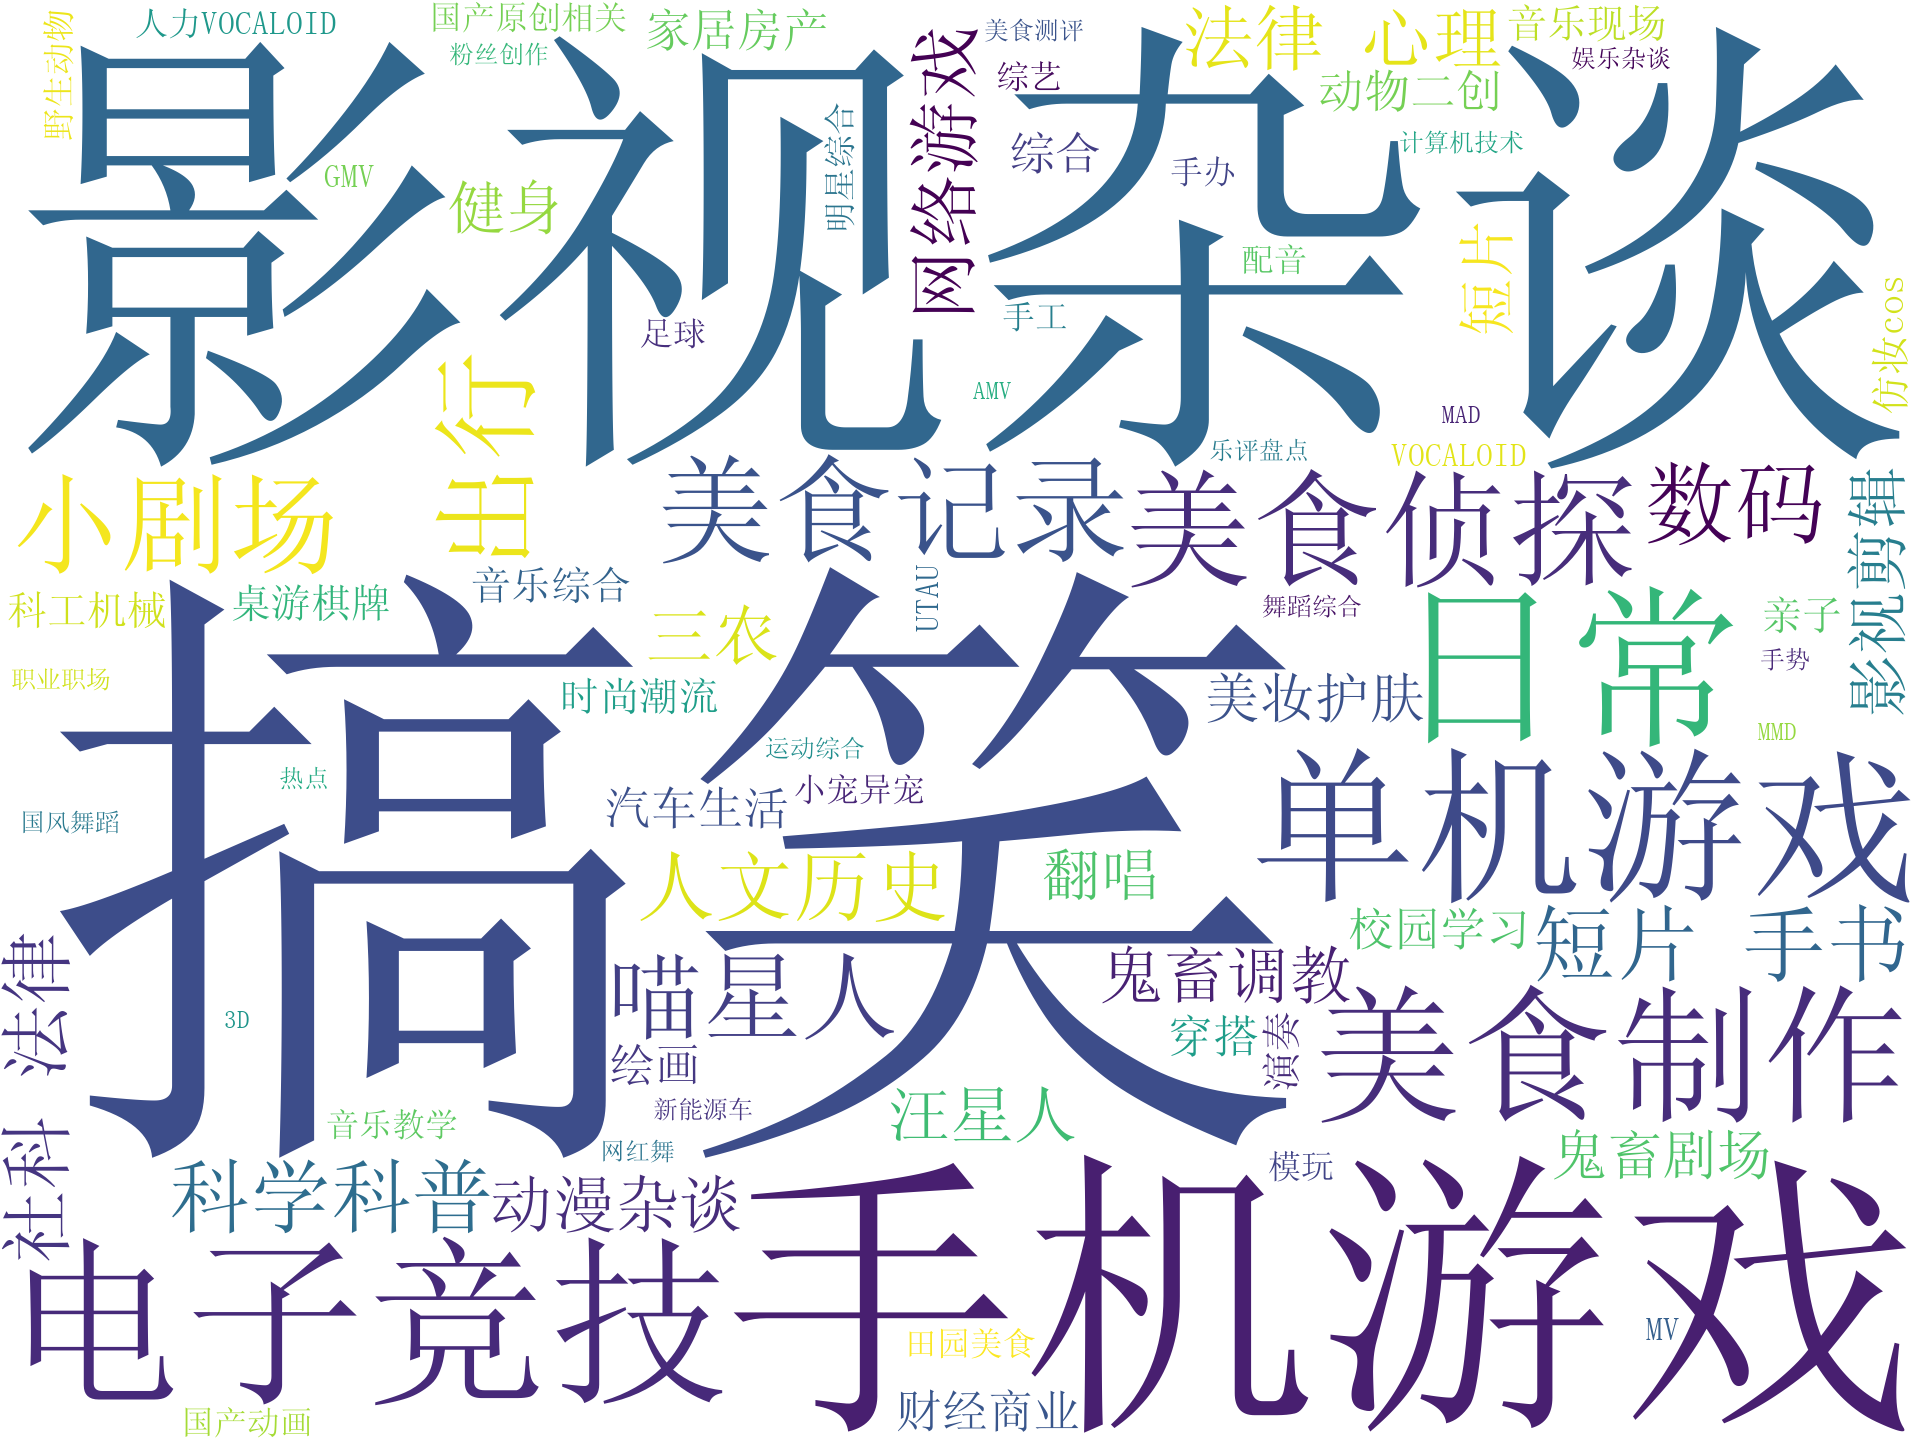 人力VOCALOID
国产原创相关
粉丝创作
家居房产
美食测评
法律 心理
音乐现场
娱乐杂谈
野生动物
影视杂谈
GMV
健身
明星综合
网络游戏
综艺
综合
手办
动物二创
计算机技术
配音
短片
仿妆cos
手工
足球
AMV
MAD
VOCALOID
乐评盘点
出行
小剧场
美食记录
美食侦探
数码
影视剪辑
科工机械
桌游棋牌
音乐综合
三农
UTAU
舞蹈综合
日常
亲子
手势
职业职场
时尚潮流
美妆护肤
MMD
搞笑
热点
运动综合
小宠异宠
国风舞蹈
汽车生活
单机游戏
人文历史
翻唱
校园学习
短片 手书
社科 法律
喵星人
鬼畜调教
3D
绘画
穿搭
演奏
美食制作
新能源车
汪星人
音乐教学
网红舞
模玩
鬼畜剧场
科学科普
动漫杂谈
手机游戏
电子竞技
田园美食
MV
国产动画
财经商业